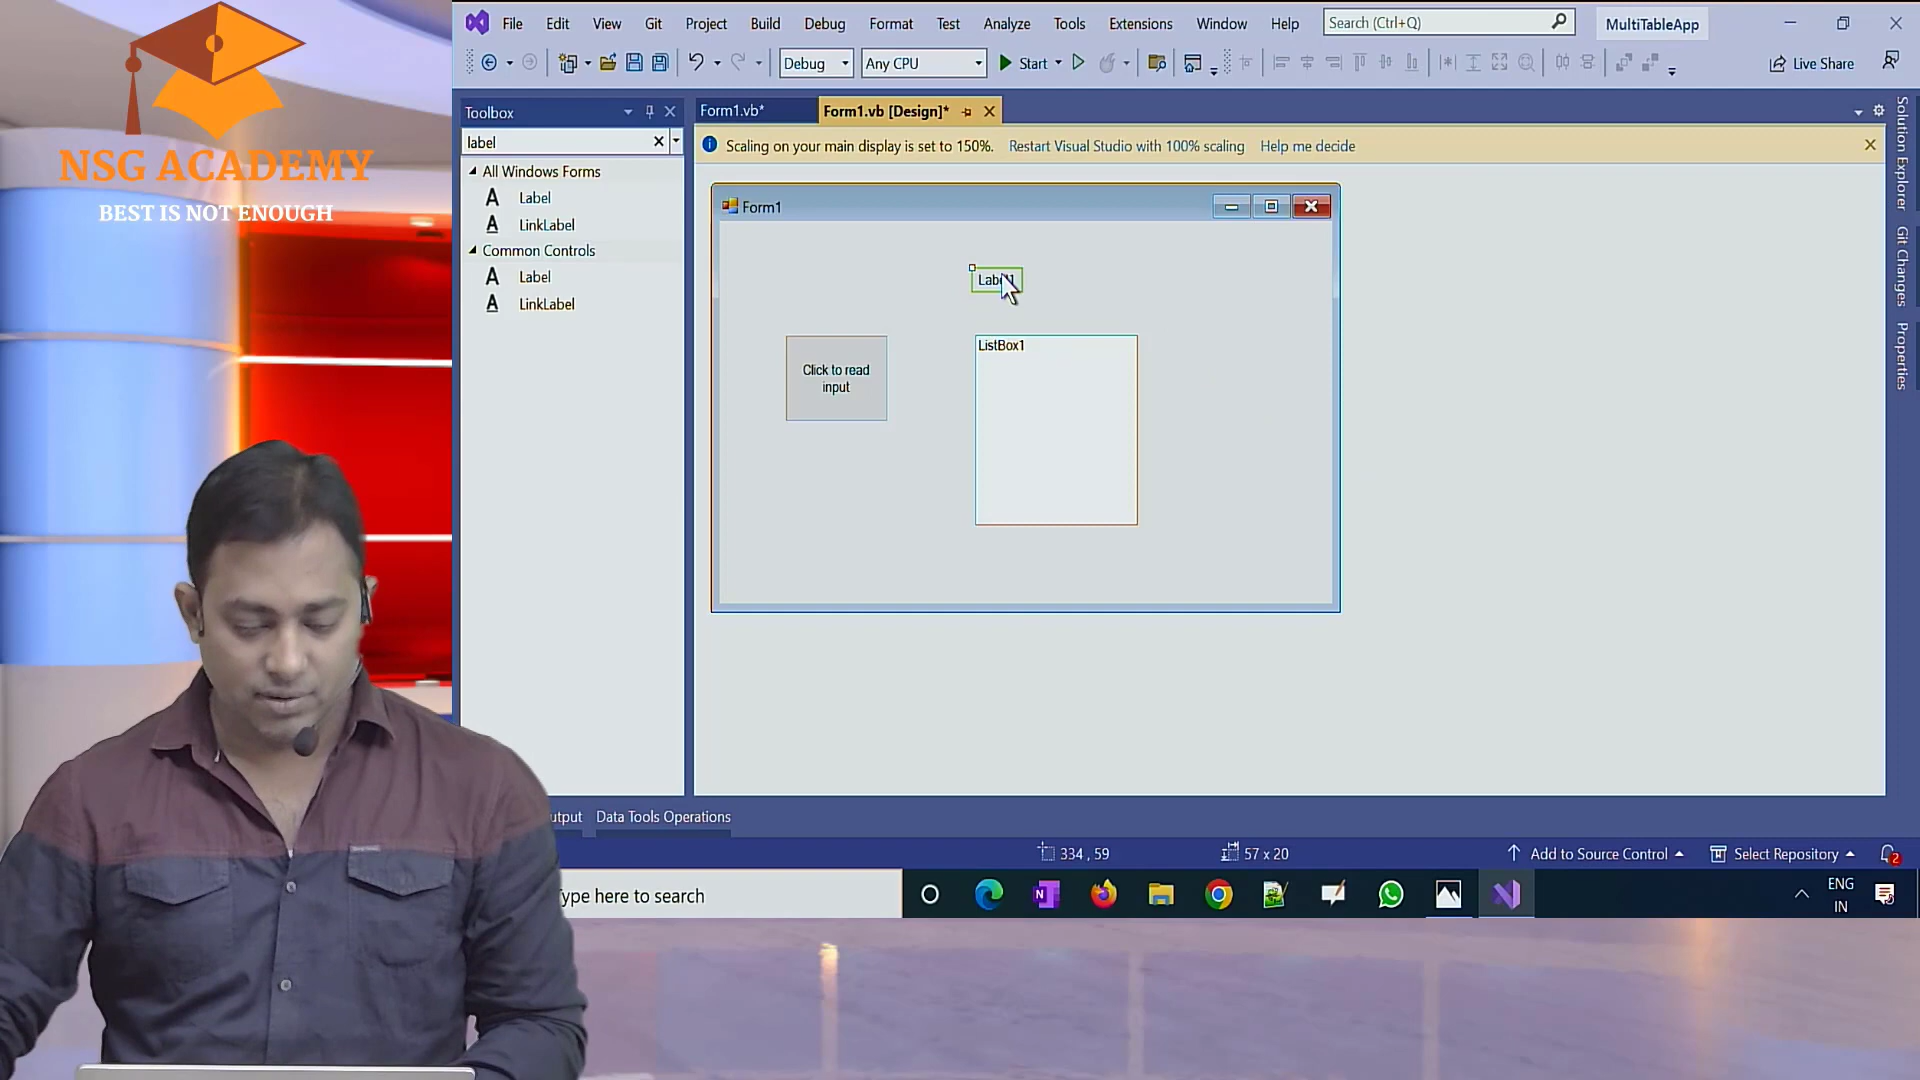 NSG ACADEMY
BEST IS NOT ENOUGH
File Edit View Git Project Build Debug Format Test Analyze Tools Extensions Window Help Search (Ctrl+Q) MultiTableApp
Debug Any CPU Start Live Share
Toolbox
label
All Windows Forms
A Label
A LinkLabel
Common Controls
A Label
A LinkLabel
Form1.vb* Form1.vb [Design]*
Scaling on your main display is set to 150%. Restart Visual Studio with 100% scaling Help me decide
Form1
Label1
Click to read
input
ListBox1
Solution Explorer
Git Changes
Properties
utput Data Tools Operations
334 , 59 57 x 20 Add to Source Control Select Repository 2
ype here to search
ENG
IN